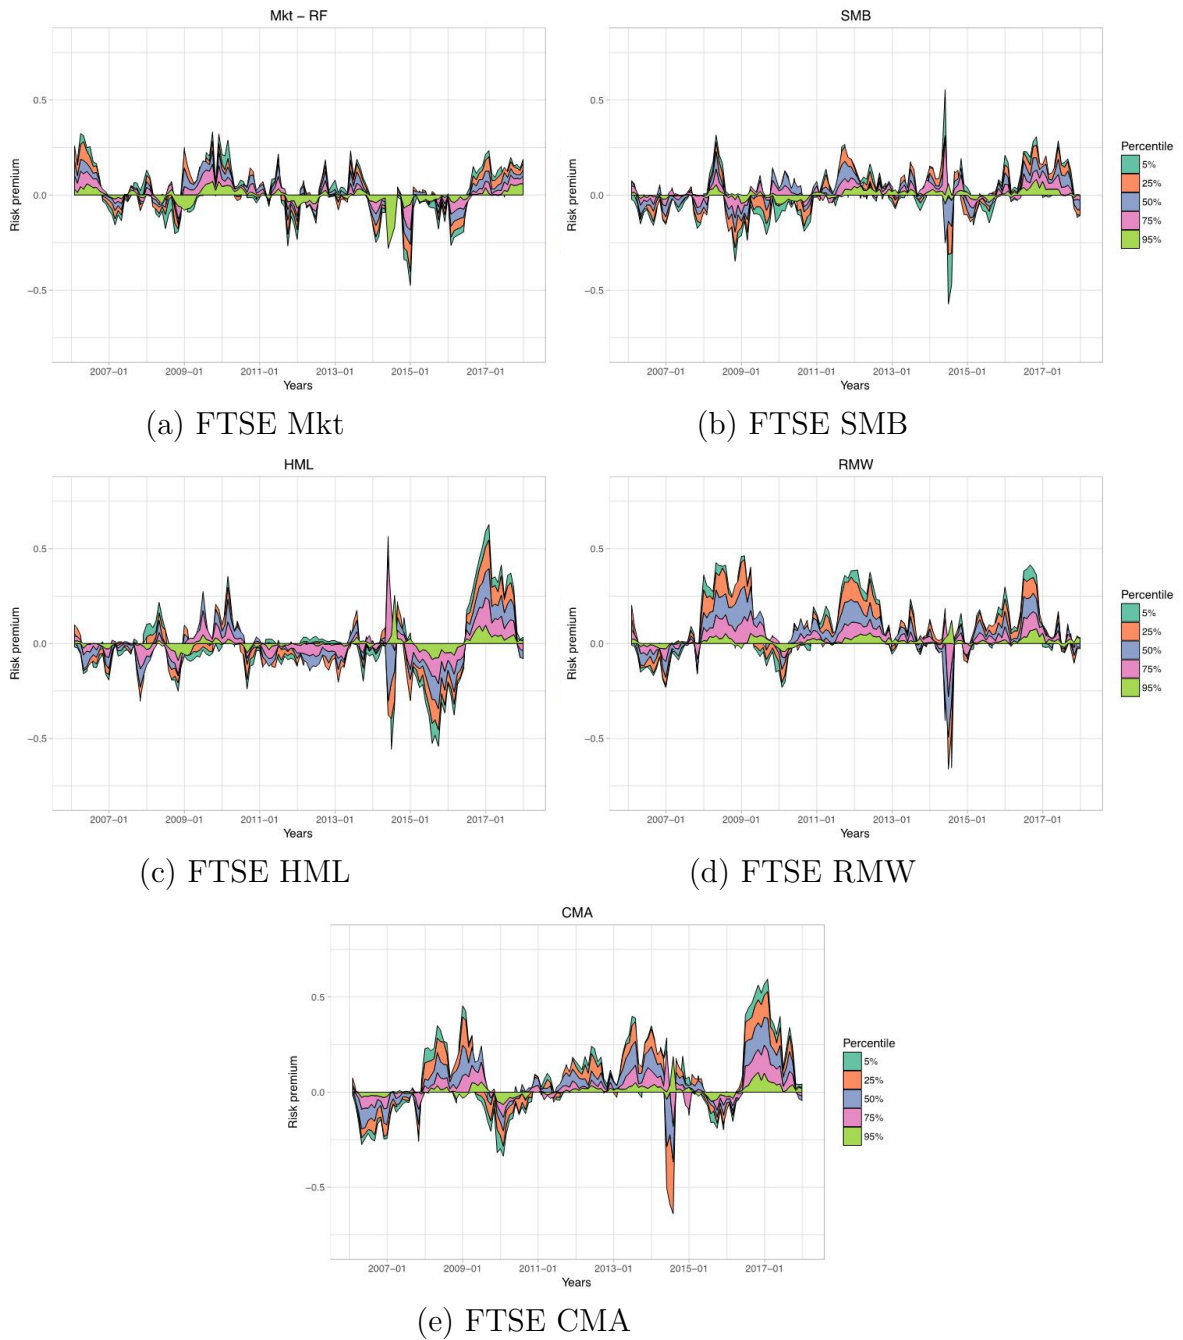 Mkt − RF
Risk premium
0.5
0.0
−0.5
2007−01 2009−01 2011−01 2013−01 2015−01 2017−01
Years
(a) FTSE Mkt
SMB
Risk premium
0.5
0.0
−0.5
2007−01 2009−01 2011−01 2013−01 2015−01 2017−01
Years
Percentile
5%
25%
50%
75%
95%
(b) FTSE SMB
HML
Risk premium
0.5
0.0
−0.5
2007−01 2009−01 2011−01 2013−01 2015−01 2017−01
Years
(c) FTSE HML
RMW
Risk premium
0.5
0.0
−0.5
2007−01 2009−01 2011−01 2013−01 2015−01 2017−01
Years
Percentile
5%
25%
50%
75%
95%
(d) FTSE RMW
CMA
Risk premium
0.5
0.0
−0.5
2007−01 2009−01 2011−01 2013−01 2015−01 2017−01
Years
Percentile
5%
25%
50%
75%
95%
(e) FTSE CMA